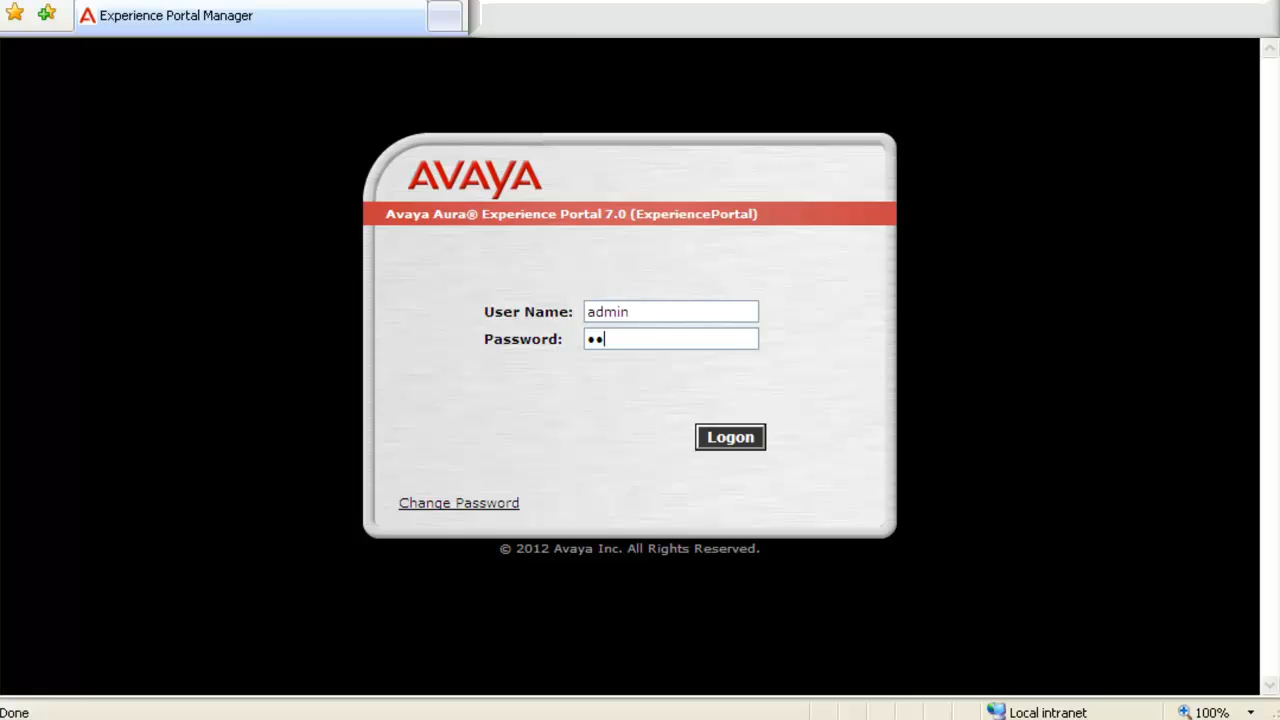 Experience Portal Manager
AVAYA
Avaya Aura® Experience Portal 7.0 (ExperiencePortal)
User Name: admin
Password: ●●
Logon
Change Password
© 2012 Avaya Inc. All Rights Reserved.
Done
Local intranet
100%